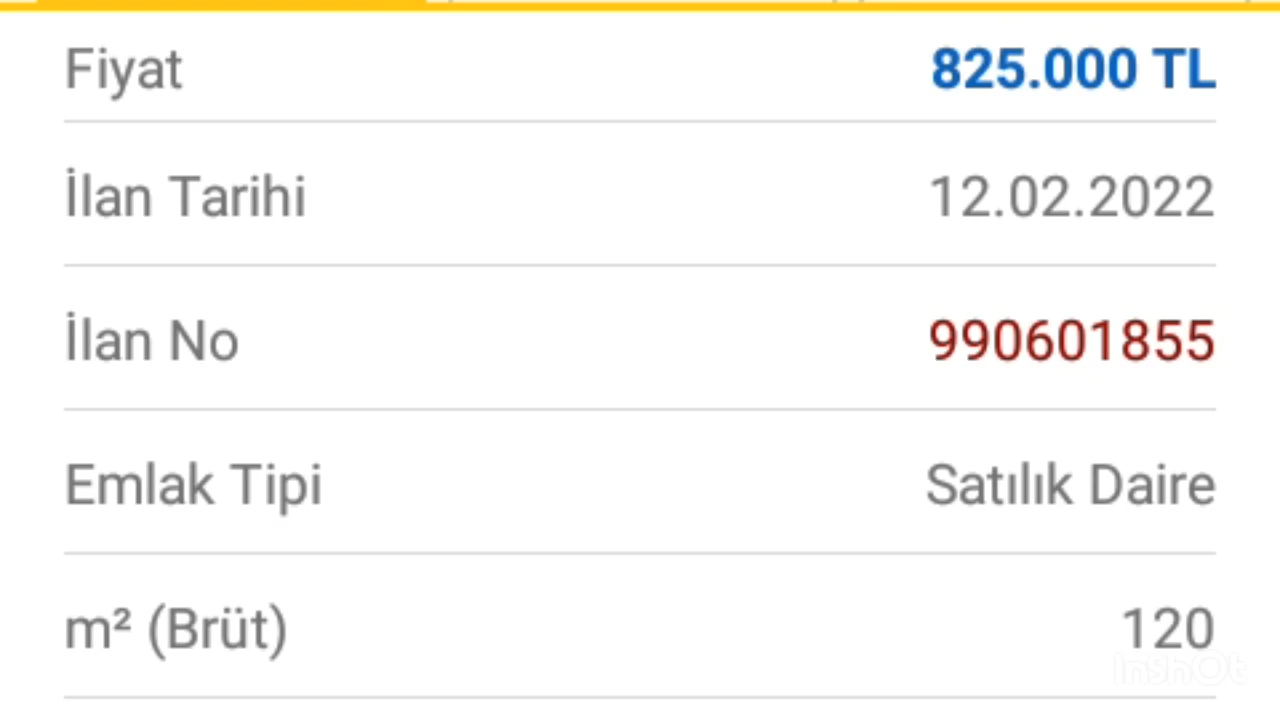 Fiyat 825.000 TL
İlan Tarihi 12.02.2022
İlan No 990601855
Emlak Tipi Satılık Daire
m² (Brüt) 120
InshOt